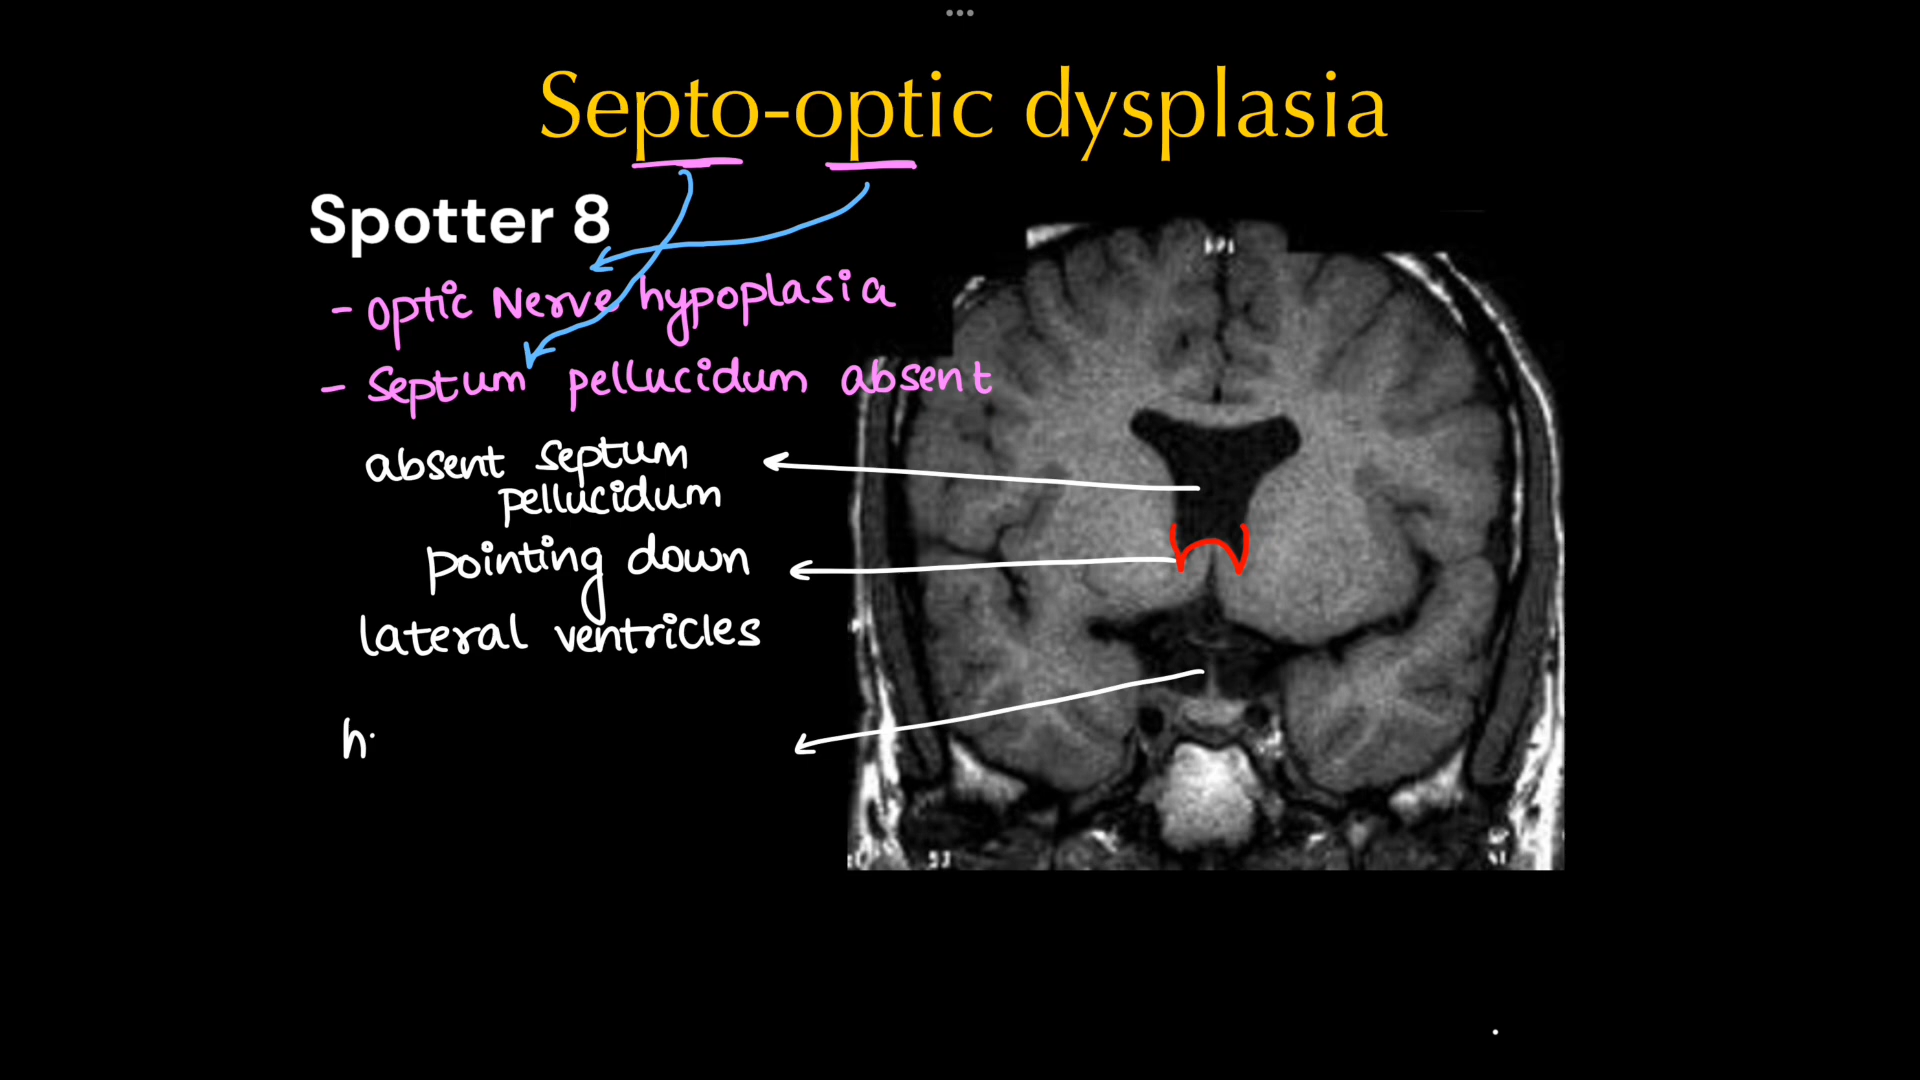 Septo-optic dysplasia
Spotter 8
- optic Nerve hypoplasia
- Septum pellucidum absent
absent septum
pellucidum
pointing down
lateral ventricles
h